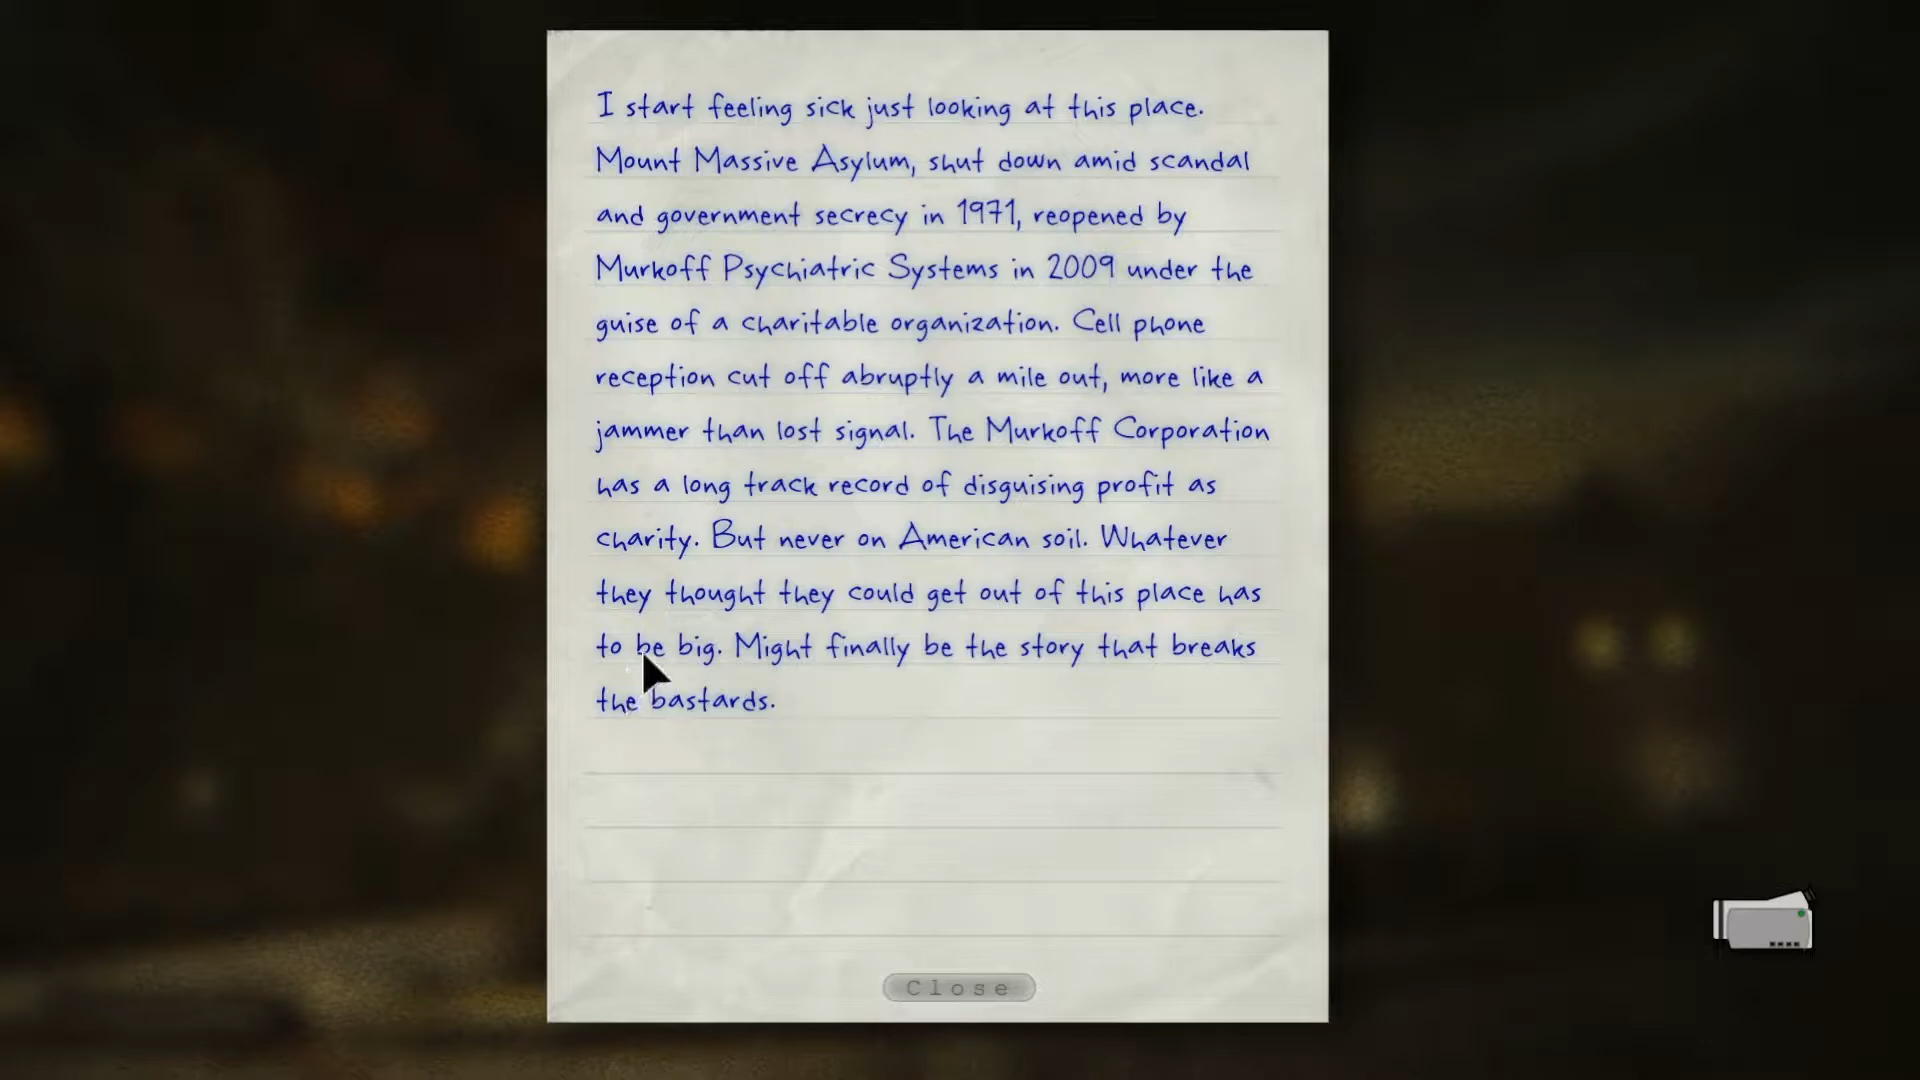 I start feeling sick just looking at this place.
Mount Massive Asylum, shut down amid scandal
and government secrecy in 1971, reopened by
Murkoff Psychiatric Systems in 2009 under the
guise of a charitable organization. Cell phone
reception cut off abruptly a mile out, more like a
jammer than lost signal. The Murkoff Corporation
has a long track record of disguising profit as
charity. But never on American soil. Whatever
they thought they could get out of this place has
to be big. Might finally be the story that breaks
the bastards.
Close